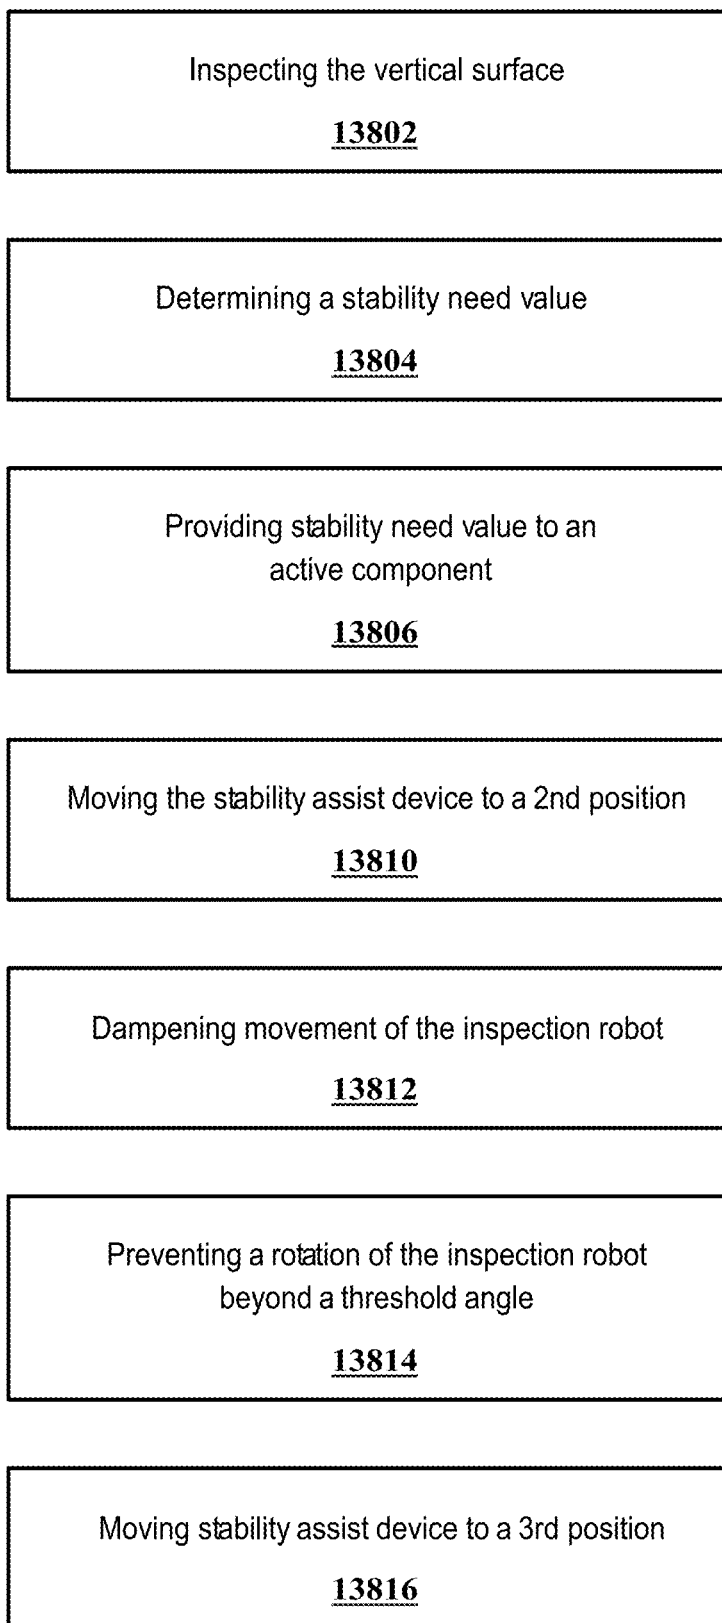 Inspecting the vertical surface
13802
Determining a stability need value
13804
Providing stability need value to an
active component
13806
Moving the stability assist device to a 2nd position
13810
Dampening movement of the inspection robot
13812
Preventing a rotation of the inspection robot
beyond a threshold angle
13814
Moving stability assist device to a 3rd position
13816